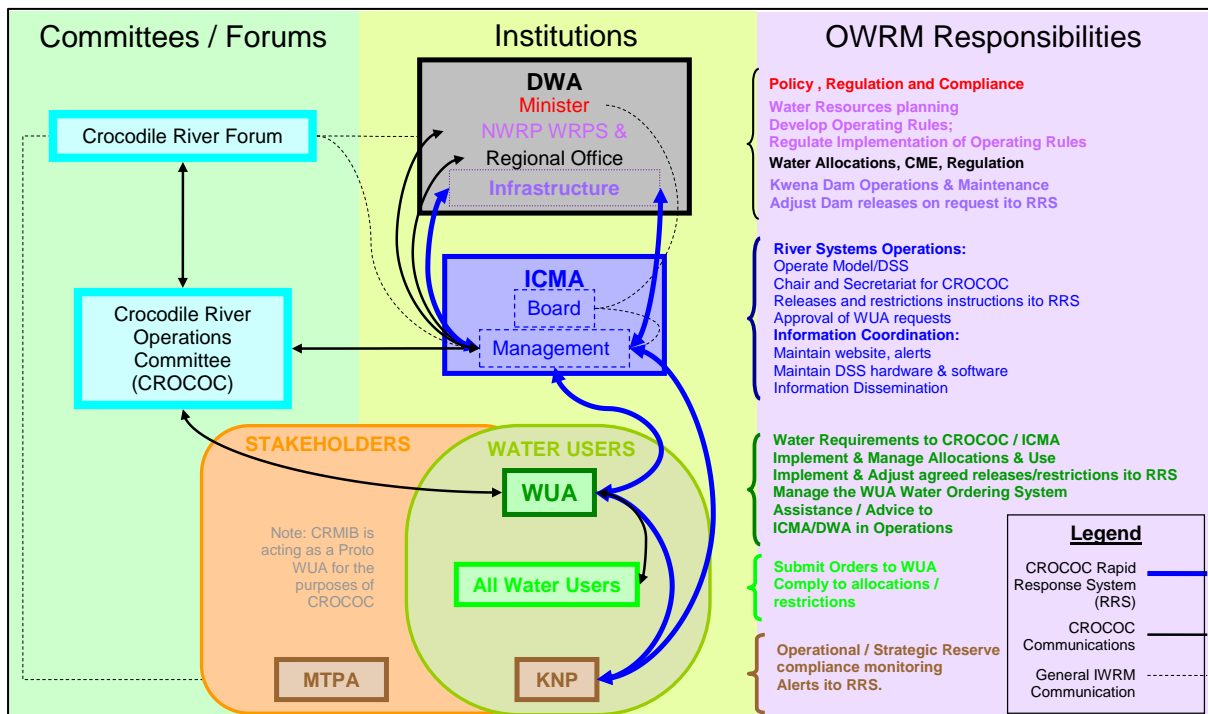 Committees / Forums
Institutions
OWRM Responsibilities
Crocodile River Forum
Crocodile River
Operations
Committee
(CROCOC)
DWA
Minister
NWRP WRPS &
Regional Office
Infrastructure
ICMA
Board
Management
STAKEHOLDERS
WATER USERS
WUA
Note: CRMIB is
acting as a Proto
WUA for the
purposes of
CROCOC
All Water Users
MTPA
KNP
Policy , Regulation and Compliance
Water Resources planning
Develop Operating Rules;
Regulate Implementation of Operating Rules
Water Allocations, CME, Regulation
Kwena Dam Operations & Maintenance
Adjust Dam releases on request ito RRS
River Systems Operations:
Operate Model/DSS
Chair and Secretariat for CROCOC
Releases and restrictions instructions ito RRS
Approval of WUA requests
Information Coordination:
Maintain website, alerts
Maintain DSS hardware & software
Information Dissemination
Water Requirements to CROCOC / ICMA
Implement & Manage Allocations & Use
Implement & Adjust agreed releases/restrictions ito RRS
Manage the WUA Water Ordering System
Assistance / Advice to
ICMA/DWA in Operations
Submit Orders to WUA
Comply to allocations /
restrictions
Operational / Strategic Reserve
compliance monitoring
Alerts ito RRS.
Legend
CROCOC Rapid
Response System
(RRS)
CROCOC
Communications
General IWRM
Communication